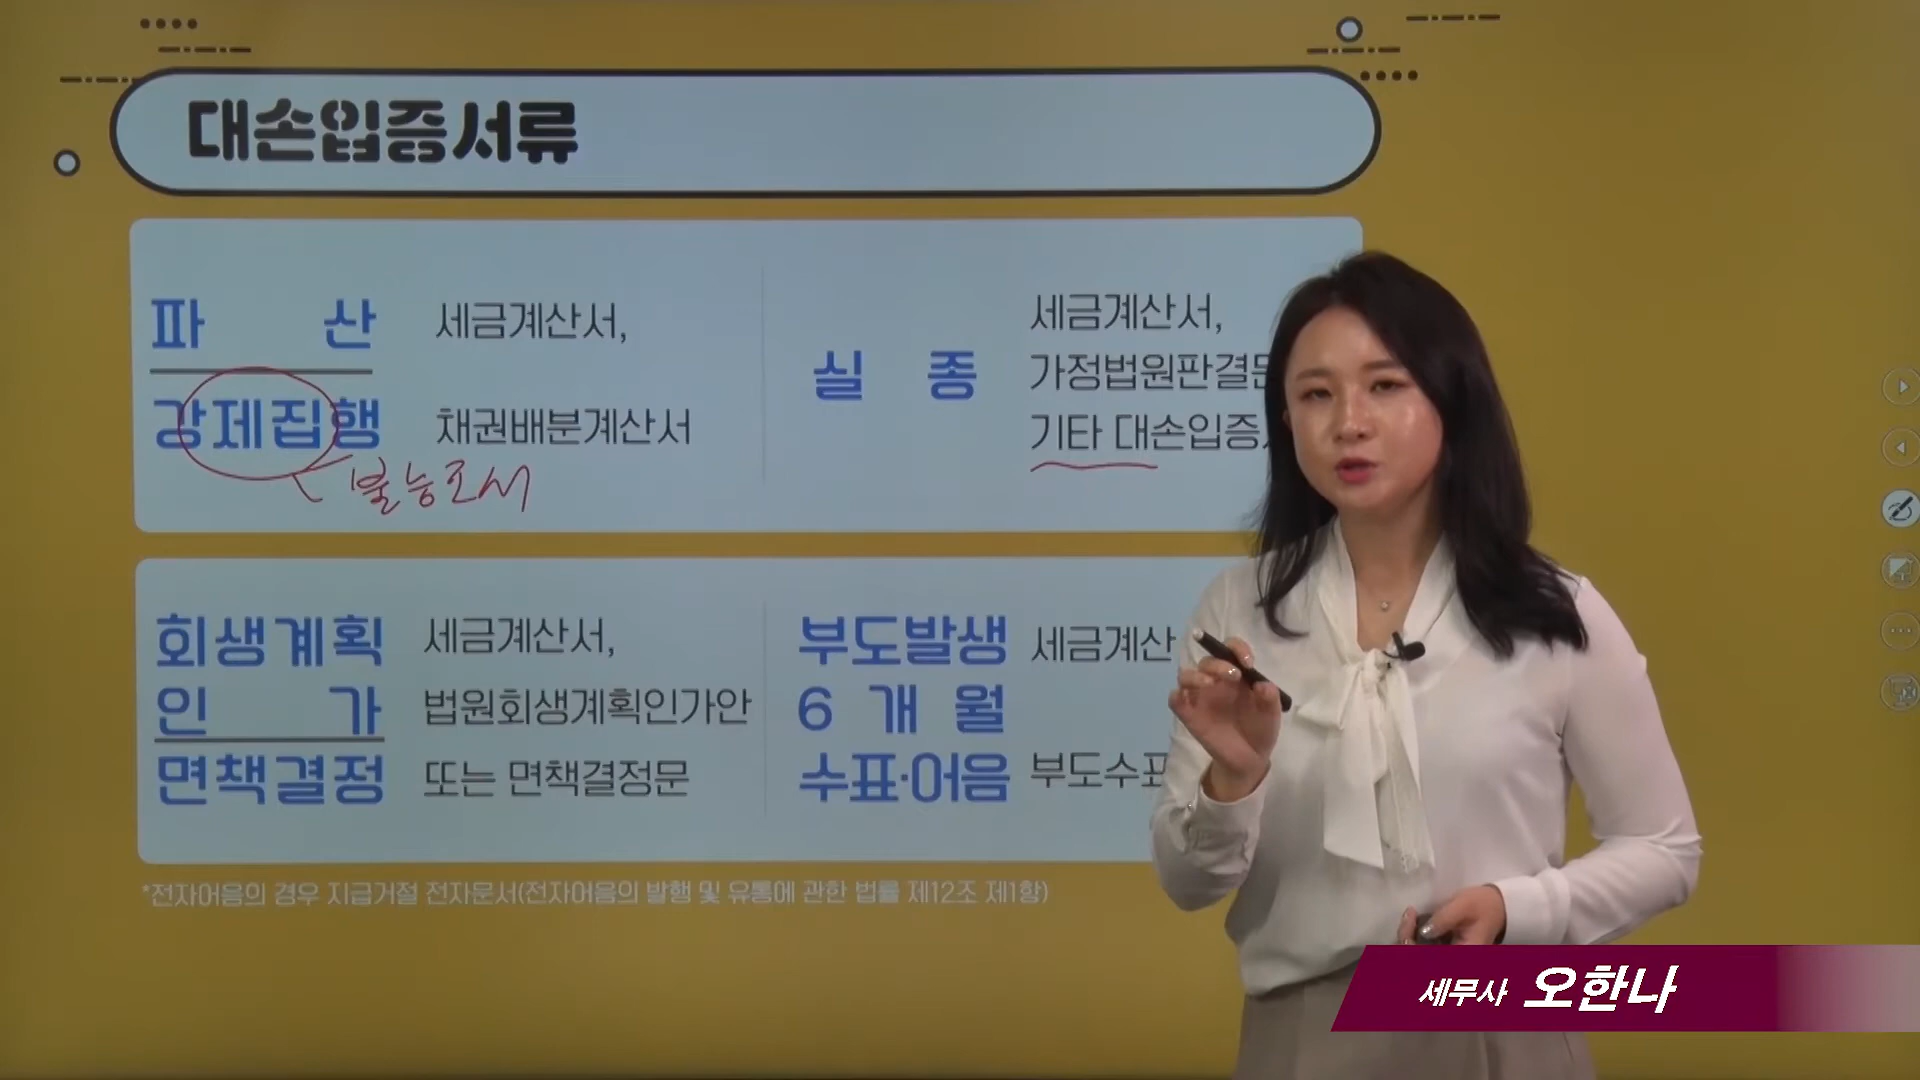 대손입증서류
파 산
강제집행
세금계산서,
채권배분계산서
불능조서
실 종
세금계산서,
가정법원판결문
기타 대손입증
회생계획
인 가
면책결정
세금계산서,
법원회생계획인가안
또는 면책결정문
부도발생
6 개 월
수표·어음
세금계산
부도수표
*전자어음의 경우 지급거절 전자문서(전자어음의 발행 및 유통에 관한 법률 제12조 제1항)
세무사 오한나